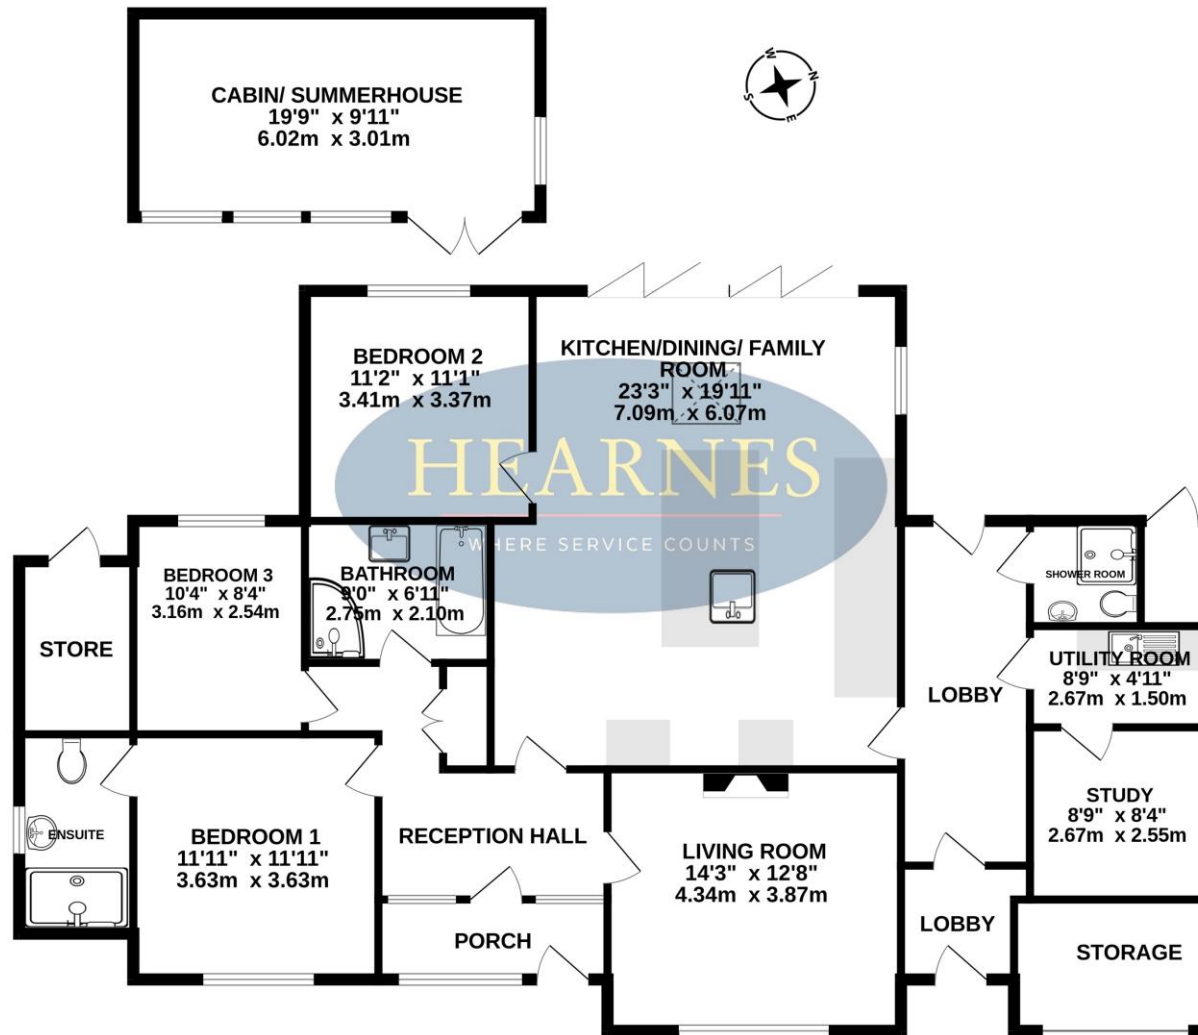 CABIN/ SUMMERHOUSE
19'9" x 9'11"
6.02m x 3.01m
W
N
S
E
BEDROOM 2
11'2" x 11'1"
3.41m x 3.37m
KITCHEN/DINING/ FAMILY
ROOM
23'3" x 19'11"
7.09m x 6.07m
HEARNES
WHERE SERVICE COUNTS
BEDROOM 3
10'4" x 8'4"
3.16m x 2.54m
BATHROOM
9'0" x 6'11"
2.75m x 2.10m
SHOWER ROOM
STORE
UTILITY ROOM
8'9" x 4'11"
2.67m x 1.50m
LOBBY
STUDY
8'9" x 8'4"
2.67m x 2.55m
ENSUITE
BEDROOM 1
11'11" x 11'11"
3.63m x 3.63m
RECEPTION HALL
LIVING ROOM
14'3" x 12'8"
4.34m x 3.87m
PORCH
LOBBY
STORAGE